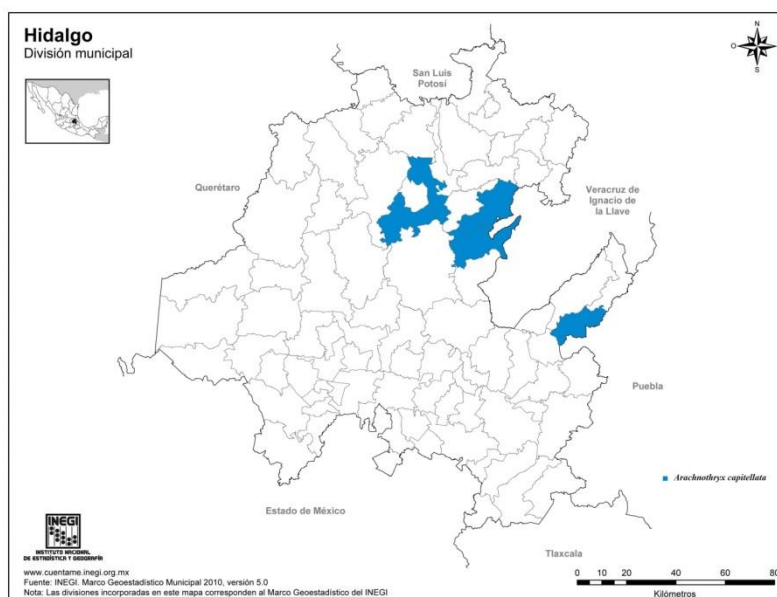 Hidalgo
División municipal
N
O
E
S
San Luis
Potosí
Querétaro
Veracruz de
Ignacio de
la Llave
Puebla
Arachnothryx capitellata
Estado de México
Tlaxcala
INEGI
INSTITUTO NACIONAL
DE ESTADÍSTICA Y GEOGRAFÍA
www.cuentame.inegi.org.mx
Fuente: INEGI. Marco Geoestadístico Municipal 2010, versión 5.0
Nota: Las divisiones incorporadas en este mapa corresponden al Marco Geoestadístico del INEGI
0 10 20 40 60 80
Kilómetros